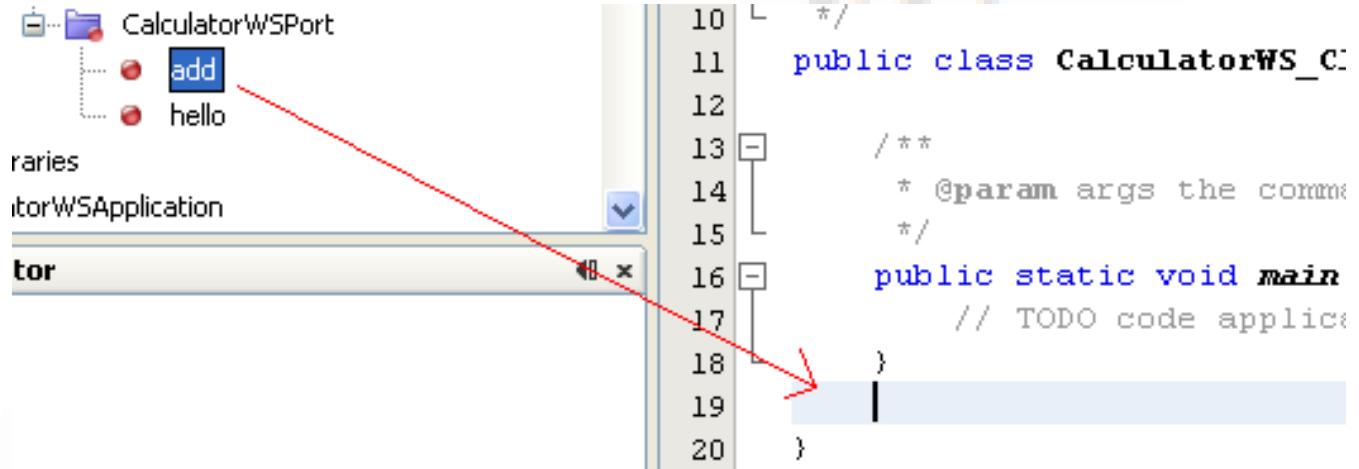 CalculatorWSPort
add
hello
raries
torWSApplication
tor
10 */
11 public class CalculatorWS_Cl
12
13 /**
14 * @param args the comma
15 */
16 public static void main
17 // TODO code applica
18 }
19
20 }